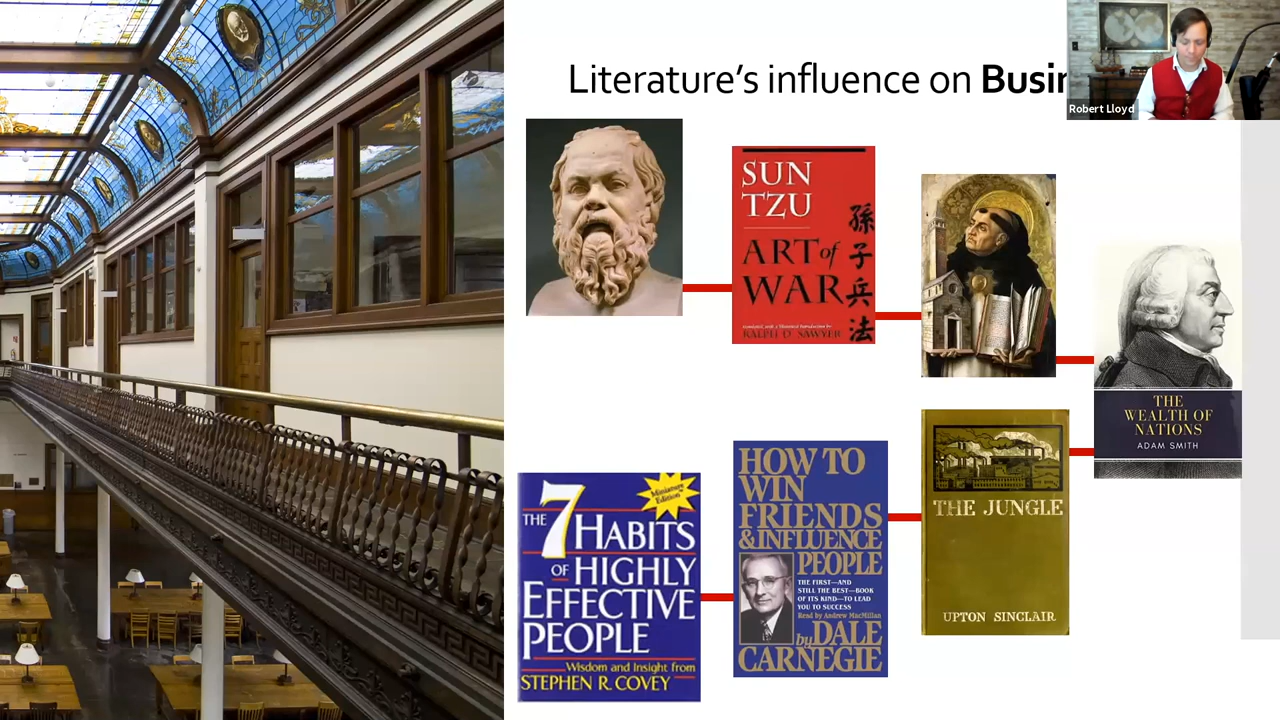 Literature's influence on Busin
Robert Lloyd
SUN
TZU
ART of
WAR
孫
子
兵
法
RALPH D. SAWYER
THE
WEALTH OF
NATIONS
ADAM SMITH
THE 7 HABITS
OF HIGHLY
EFFECTIVE
PEOPLE
Miniature
Edition
Wisdom and Insight from
STEPHEN R. COVEY
HOW TO
WIN
FRIENDS
& INFLUENCE
PEOPLE
THE FIRST—AND
STILL THE BEST—BOOK
OF ITS KIND—TO LEAD
YOU TO SUCCESS
Read by Andrew MacMillan
by DALE
CARNEGIE
THE JUNGLE
UPTON SINCLAIR